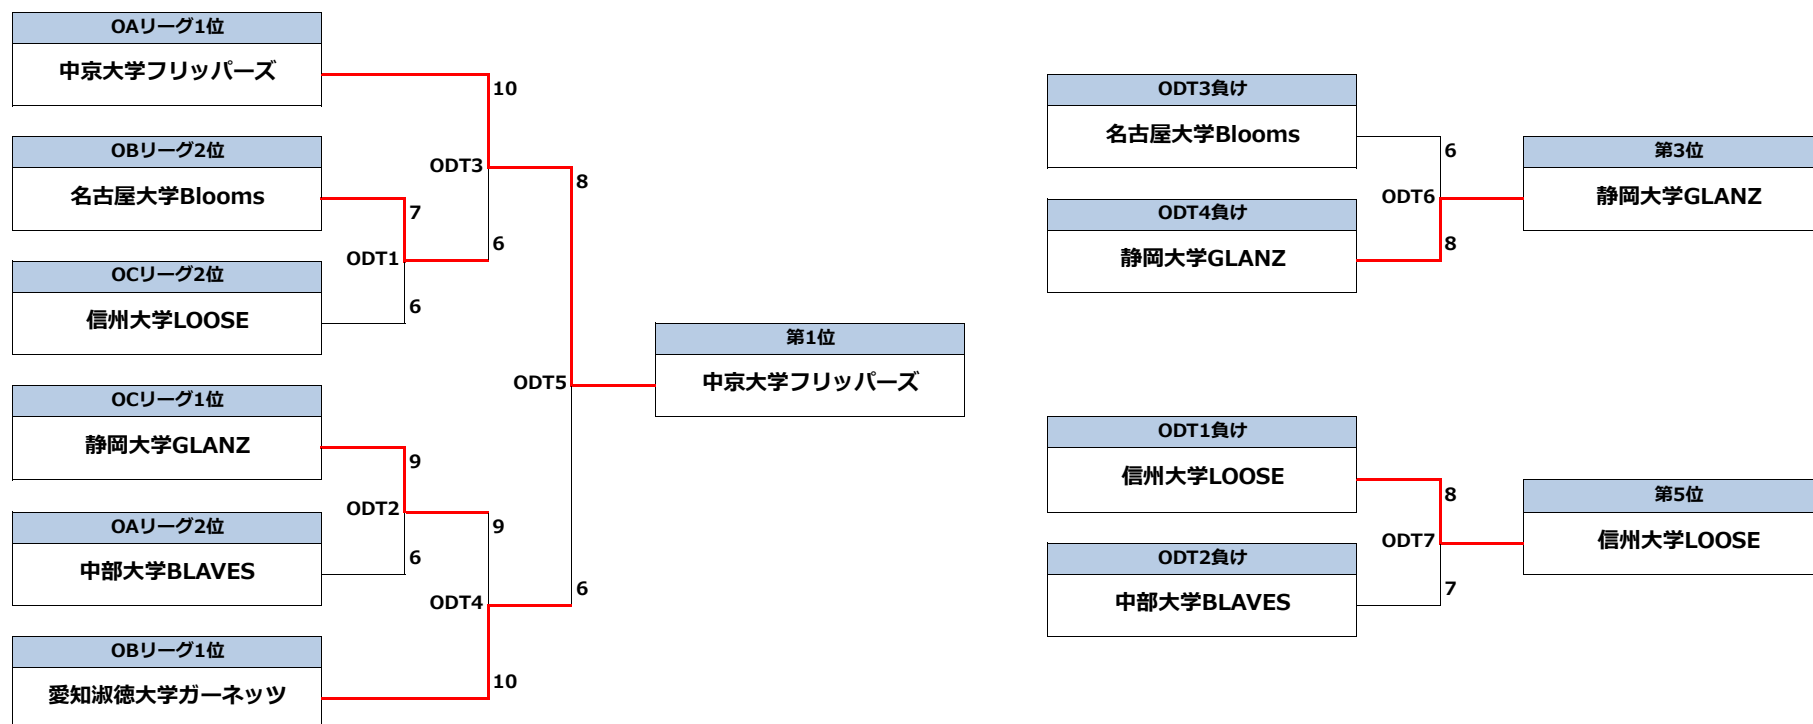 OAリーグ1位
中京大学フリッパーズ
10
OBリーグ2位
ODT3
8
名古屋大学Blooms
7
6
ODT1
OCリーグ2位
6
信州大学LOOSE
第1位
ODT5
中京大学フリッパーズ
OCリーグ1位
静岡大学GLANZ
9
ODT2
9
OAリーグ2位
6
中部大学BLAVES
6
ODT4
OBリーグ1位
10
愛知淑徳大学ガーネッツ
ODT3負け
名古屋大学Blooms
6
第3位
ODT6
静岡大学GLANZ
ODT4負け
8
静岡大学GLANZ
ODT1負け
信州大学LOOSE
8
第5位
ODT7
信州大学LOOSE
ODT2負け
7
中部大学BLAVES